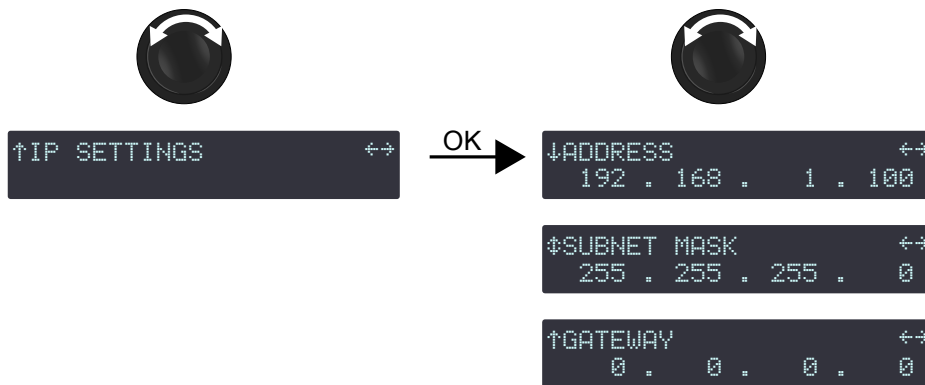 ↑IP SETTINGS ↔
OK
↓ADDRESS ↔
192 . 168 . 1 . 100
↕SUBNET MASK ↔
255 . 255 . 255 . 0
↑GATEWAY ↔
0 . 0 . 0 . 0